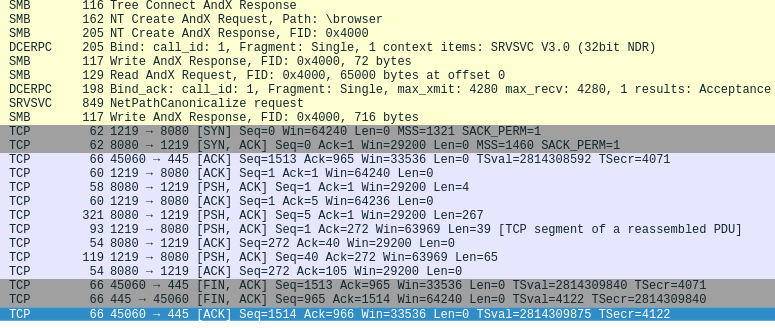 SMB 116 Tree Connect AndX Response
SMB 162 NT Create AndX Request, Path: \browser
SMB 205 NT Create AndX Response, FID: 0x4000
DCERPC 205 Bind: call_id: 1, Fragment: Single, 1 context items: SRVSVC V3.0 (32bit NDR)
SMB 117 Write AndX Response, FID: 0x4000, 72 bytes
SMB 129 Read AndX Request, FID: 0x4000, 65000 bytes at offset 0
DCERPC 198 Bind_ack: call_id: 1, Fragment: Single, max_xmit: 4280 max_recv: 4280, 1 results: Acceptance
SRVSVC 849 NetPathCanonicalize request
SMB 117 Write AndX Response, FID: 0x4000, 716 bytes
TCP 62 1219 → 8080 [SYN] Seq=0 Win=64240 Len=0 MSS=1321 SACK_PERM=1
TCP 62 8080 → 1219 [SYN, ACK] Seq=0 Ack=1 Win=29200 Len=0 MSS=1460 SACK_PERM=1
TCP 66 45060 → 445 [ACK] Seq=1513 Ack=965 Win=33536 Len=0 TSval=2814308592 TSecr=4071
TCP 60 1219 → 8080 [ACK] Seq=1 Ack=1 Win=64240 Len=0
TCP 58 8080 → 1219 [PSH, ACK] Seq=1 Ack=1 Win=29200 Len=4
TCP 60 1219 → 8080 [ACK] Seq=1 Ack=5 Win=64236 Len=0
TCP 321 8080 → 1219 [PSH, ACK] Seq=5 Ack=1 Win=29200 Len=267
TCP 93 1219 → 8080 [PSH, ACK] Seq=1 Ack=272 Win=63969 Len=39 [TCP segment of a reassembled PDU]
TCP 54 8080 → 1219 [ACK] Seq=272 Ack=40 Win=29200 Len=0
TCP 119 1219 → 8080 [PSH, ACK] Seq=40 Ack=272 Win=63969 Len=65
TCP 54 8080 → 1219 [ACK] Seq=272 Ack=105 Win=29200 Len=0
TCP 66 45060 → 445 [FIN, ACK] Seq=1513 Ack=965 Win=33536 Len=0 TSval=2814309840 TSecr=4071
TCP 66 445 → 45060 [FIN, ACK] Seq=965 Ack=1514 Win=64240 Len=0 TSval=4122 TSecr=2814309840
TCP 66 45060 → 445 [ACK] Seq=1514 Ack=966 Win=33536 Len=0 TSval=2814309875 TSecr=4122